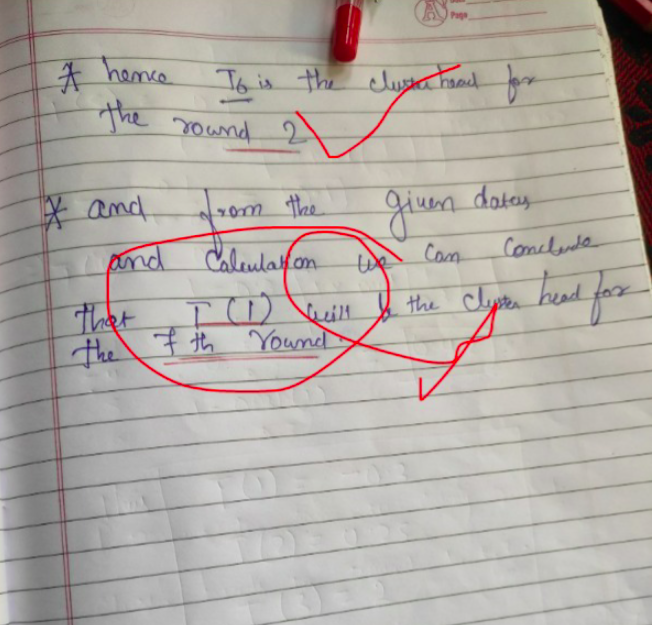 Page
* hence T6 is the cluster head for
the round 2
* and from the given datas
and calculation we can conclude
that T(1) will be the cluster head for
the 7th round.